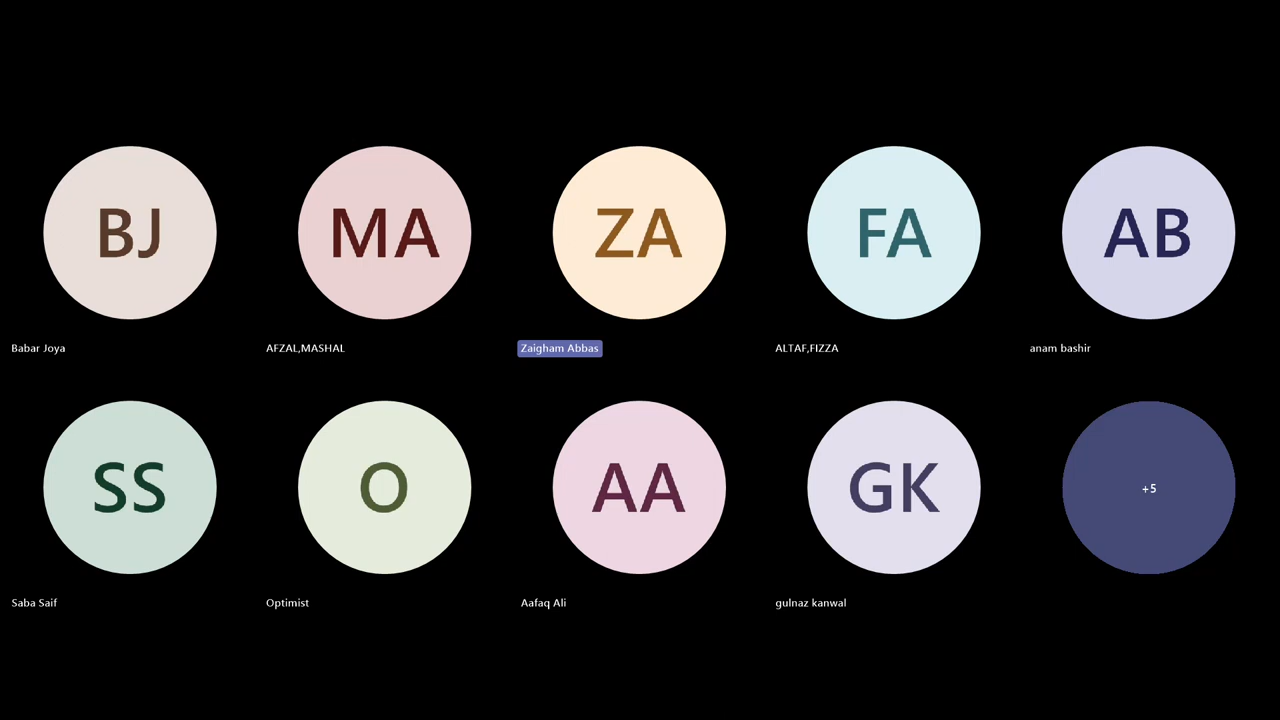 BJ MA ZA FA AB
Babar Joya AFZAL,MASHAL Zaigham Abbas ALTAF,FIZZA anam bashir
SS O AA GK +5
Saba Saif Optimist Aafaq Ali gulnaz kanwal